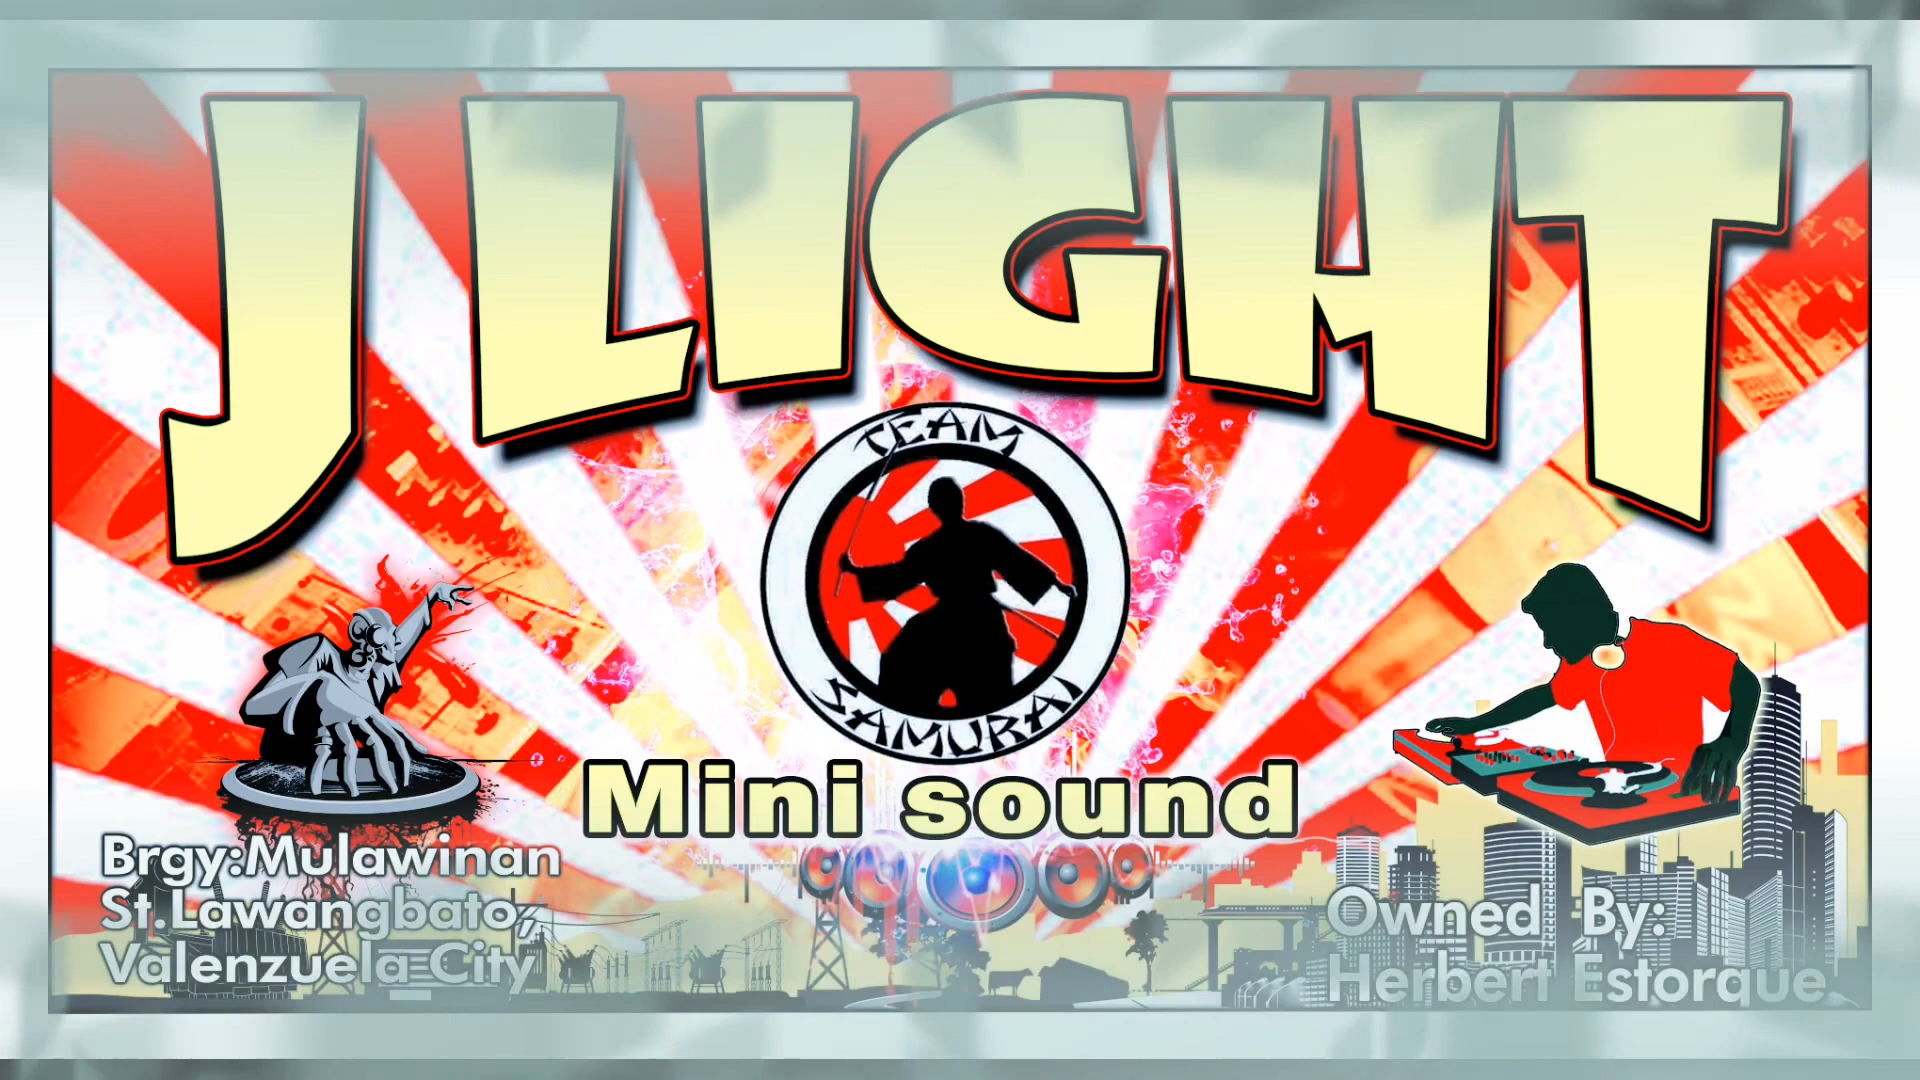 J LIGHT
TEAM
SAMURAI
Mini sound
Brgy:Mulawinan
St.Lawangbato,
Valenzuela City
Owned By:
Herbert Estorque